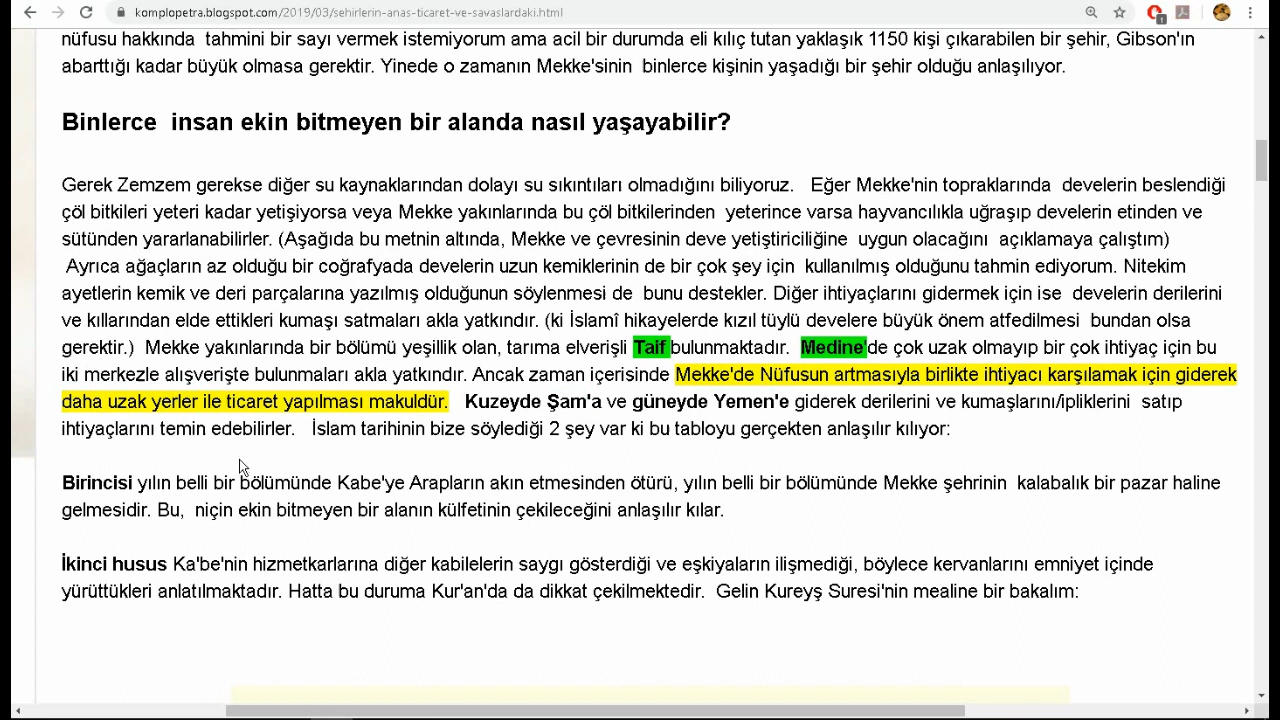 komplopetra.blogspot.com/2019/03/sehirlerin-anas-ticaret-ve-savaslardaki.html
1
nüfusu hakkında tahmini bir sayı vermek istemiyorum ama acil bir durumda eli kılıç tutan yaklaşık 1150 kişi çıkarabilen bir şehir, Gibson'ın
abarttığı kadar büyük olmasa gerektir. Yinede o zamanın Mekke'sinin binlerce kişinin yaşadığı bir şehir olduğu anlaşılıyor.
Binlerce insan ekin bitmeyen bir alanda nasıl yaşayabilir?
Gerek Zemzem gerekse diğer su kaynaklarından dolayı su sıkıntıları olmadığını biliyoruz. Eğer Mekke'nin topraklarında develerin beslendiği
çöl bitkileri yeteri kadar yetişiyorsa veya Mekke yakınlarında bu çöl bitkilerinden yeterince varsa hayvancılıkla uğraşıp develerin etinden ve
sütünden yararlanabilirler. (Aşağıda bu metnin altında, Mekke ve çevresinin deve yetiştiriciliğine uygun olacağını açıklamaya çalıştım)
Ayrıca ağaçların az olduğu bir coğrafyada develerin uzun kemiklerinin de bir çok şey için kullanılmış olduğunu tahmin ediyorum. Nitekim
ayetlerin kemik ve deri parçalarına yazılmış olduğunun söylenmesi de bunu destekler. Diğer ihtiyaçlarını gidermek için ise develerin derilerini
ve kıllarından elde ettikleri kumaşı satmaları akla yatkındır. (ki İslamî hikayelerde kızıl tüylü develere büyük önem atfedilmesi bundan olsa
gerektir.) Mekke yakınlarında bir bölümü yeşillik olan, tarıma elverişli Taif bulunmaktadır. Medine'de çok uzak olmayıp bir çok ihtiyaç için bu
iki merkezle alışverişte bulunmaları akla yatkındır. Ancak zaman içerisinde Mekke'de Nüfusun artmasıyla birlikte ihtiyacı karşılamak için giderek
daha uzak yerler ile ticaret yapılması makuldür. Kuzeyde Şam'a ve güneyde Yemen'e giderek derilerini ve kumaşlarını/ipliklerini satıp
ihtiyaçlarını temin edebilirler. İslam tarihinin bize söylediği 2 şey var ki bu tabloyu gerçekten anlaşılır kılıyor:
Birincisi yılın belli bir bölümünde Kabe'ye Arapların akın etmesinden ötürü, yılın belli bir bölümünde Mekke şehrinin kalabalık bir pazar haline
gelmesidir. Bu, niçin ekin bitmeyen bir alanın külfetinin çekileceğini anlaşılır kılar.
İkinci husus Ka'be'nin hizmetkarlarına diğer kabilelerin saygı gösterdiği ve eşkiyaların ilişmediği, böylece kervanlarını emniyet içinde
yürüttükleri anlatılmaktadır. Hatta bu duruma Kur'an'da da dikkat çekilmektedir. Gelin Kureyş Suresi'nin mealine bir bakalım: